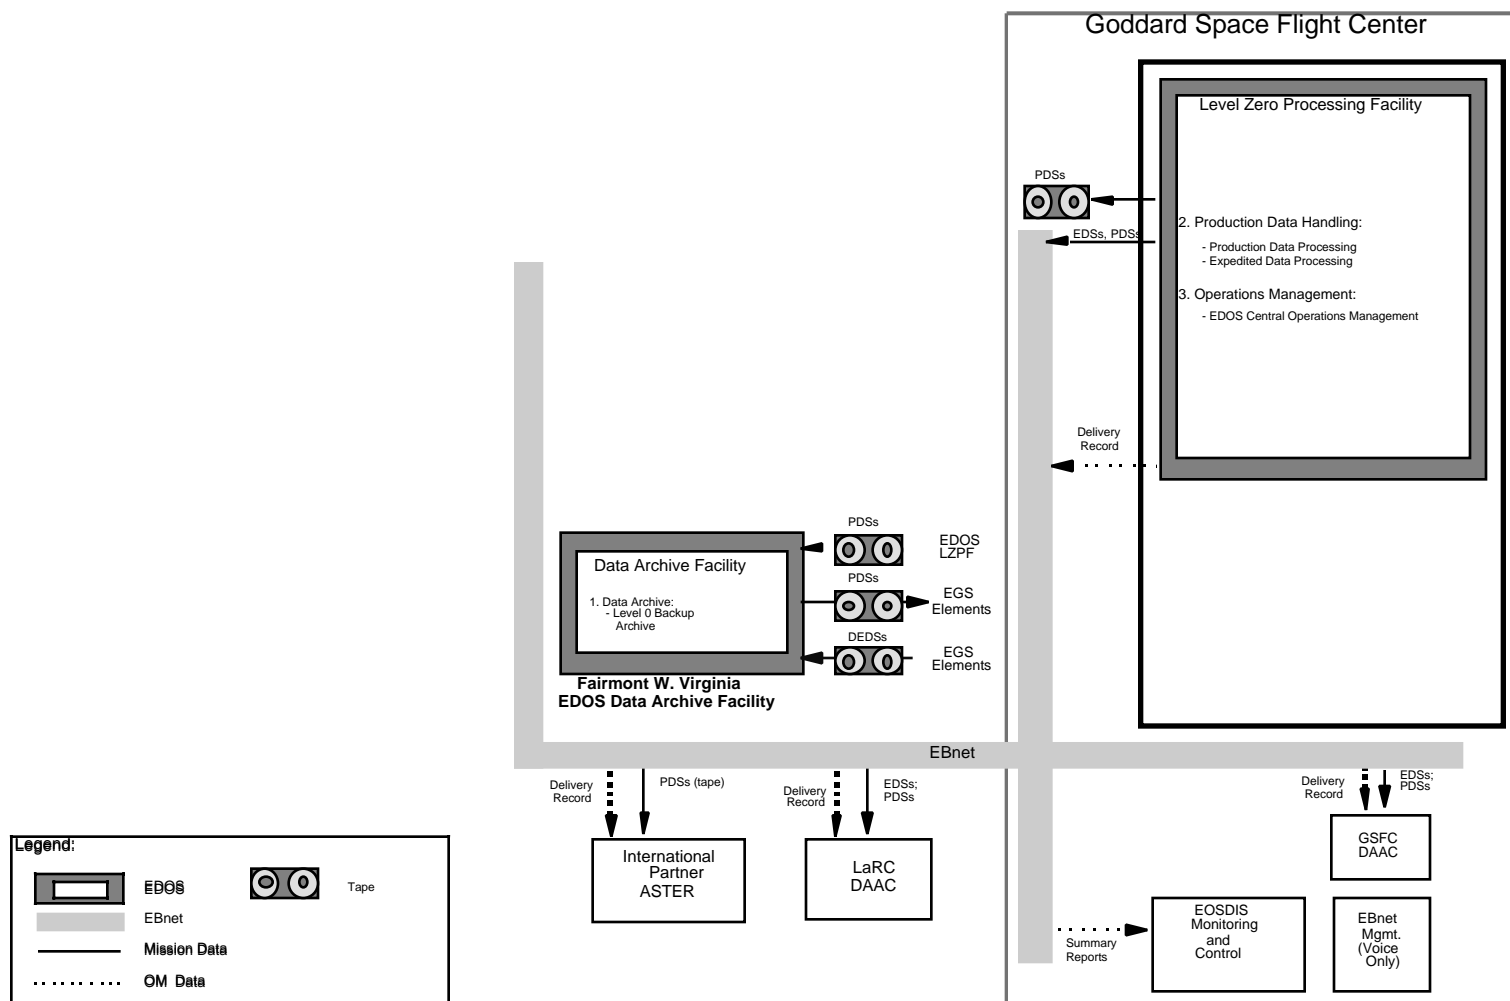 Goddard Space Flight Center
Level Zero Processing Facility
PDSs
2. Production Data Handling:
EDSs, PDSs
- Production Data Processing
- Expedited Data Processing
3. Operations Management:
- EDOS Central Operations Management
Delivery
Record
PDSs
EDOS
LZPF
Data Archive Facility
PDSs
EGS
Elements
1. Data Archive:
- Level 0 Backup
Archive
DEDSs
EGS
Elements
Fairmont W. Virginia
EDOS Data Archive Facility
EBnet
Delivery
Record
PDSs (tape)
Delivery
Record
EDSs;
PDSs
Delivery
Record
EDSs;
PDSs
International
Partner
ASTER
LaRC
DAAC
GSFC
DAAC
Summary
Reports
EOSDIS
Monitoring
and
Control
EBnet
Mgmt.
(Voice
Only)
Legend:
EDOS
Tape
EBnet
Mission Data
OM Data